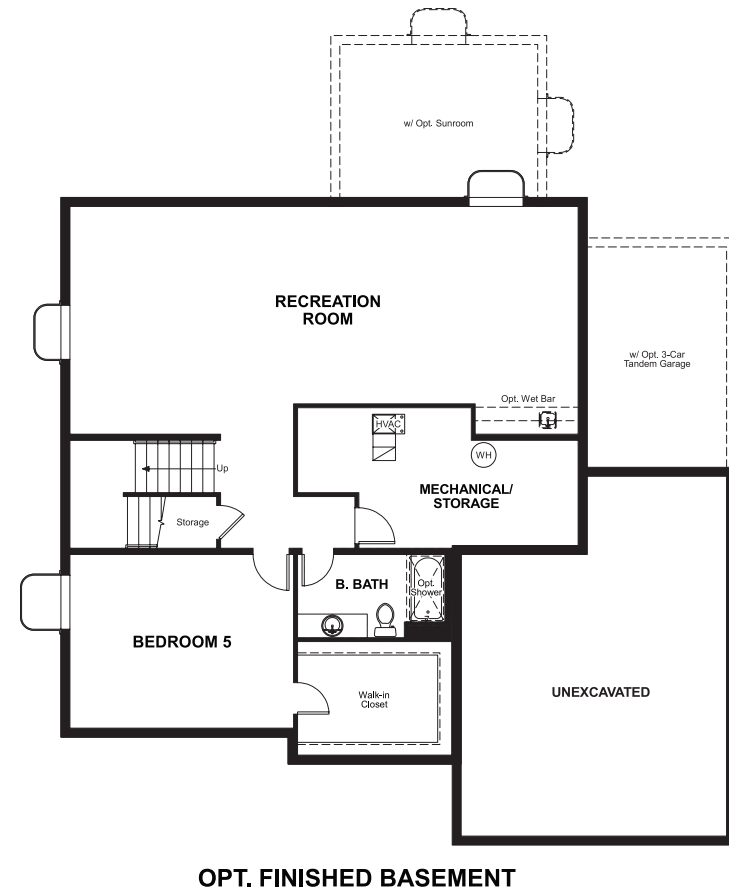 w/ Opt. Sunroom
RECREATION
ROOM
w/ Opt. 3-Car
Tandem Garage
Opt. Wet Bar
HVAC
WH
Up
MECHANICAL/
STORAGE
Storage
B. BATH
Opt.
Shower
BEDROOM 5
Walk-in
Closet
UNEXCAVATED
OPT. FINISHED BASEMENT